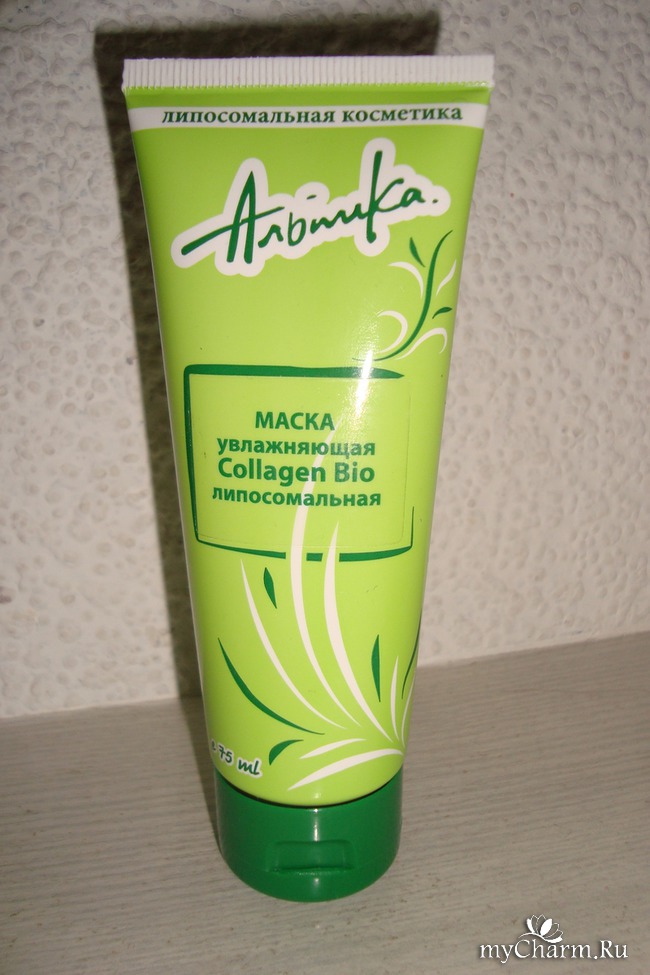 липосомальная косметика
Альпика.
МАСКА
увлажняющая
Collagen Bio
липосомальная
e 75 ml
myCharm.Ru